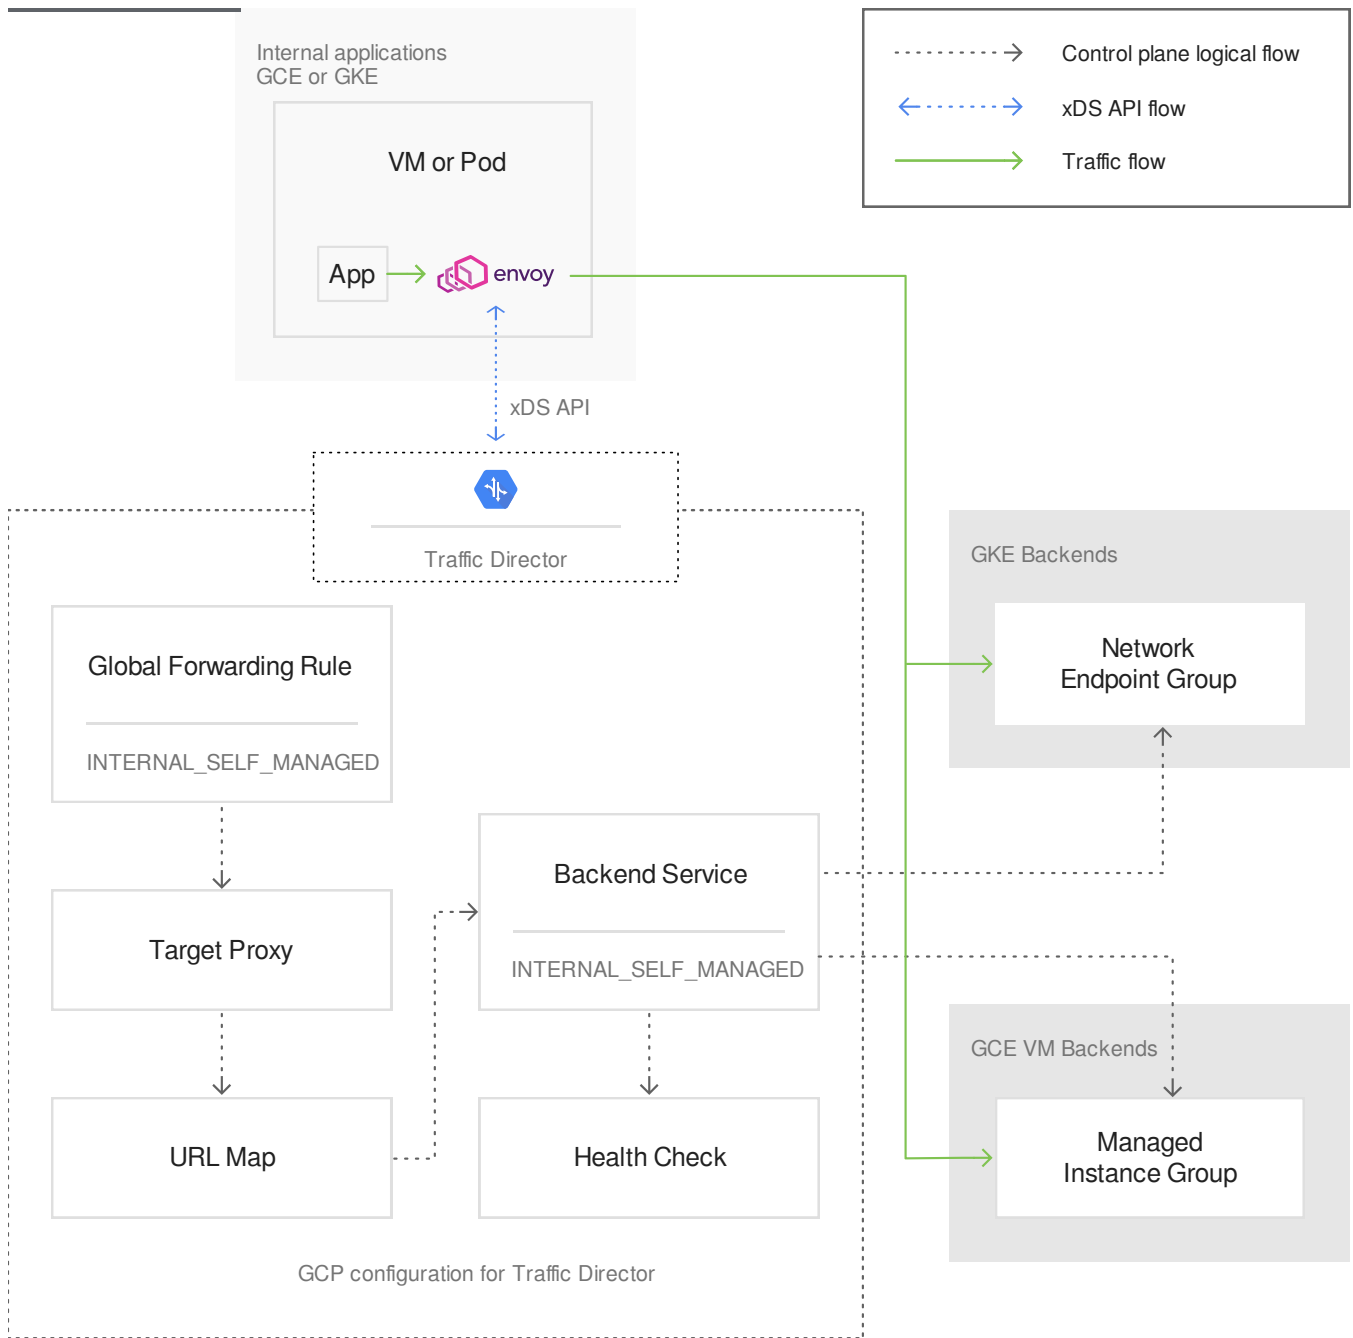 Internal applications
GCE or GKE
VM or Pod
App
envoy
Control plane logical flow
xDS API flow
Traffic flow
xDS API
Traffic Director
GKE Backends
Network
Endpoint Group
Global Forwarding Rule
INTERNAL_SELF_MANAGED
Backend Service
INTERNAL_SELF_MANAGED
Target Proxy
GCE VM Backends
URL Map
Health Check
Managed
Instance Group
GCP configuration for Traffic Director